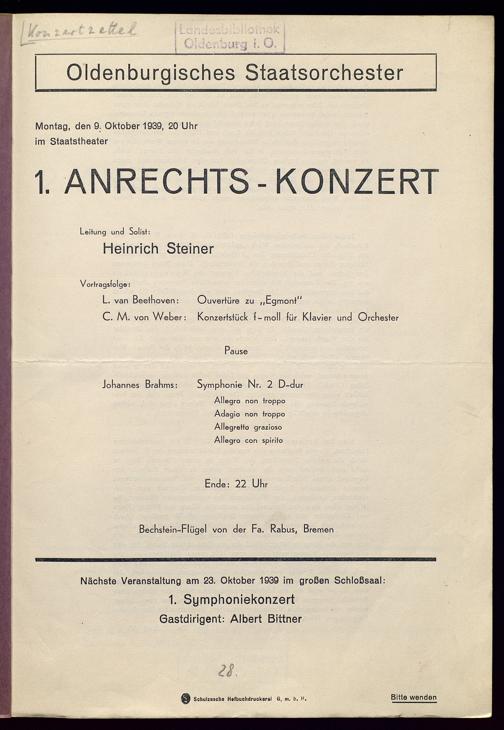 [Konzertzettel
Landesbibliothek
Oldenburg i. O.
Oldenburgisches Staatsorchester
Montag, den 9. Oktober 1939, 20 Uhr
im Staatstheater
1. ANRECHTS-KONZERT
Leitung und Solist:
Heinrich Steiner
Vortragsfolge:
L. van Beethoven: Ouvertüre zu „Egmont"
C. M. von Weber: Konzertstück f-moll für Klavier und Orchester
Pause
Johannes Brahms: Symphonie Nr. 2 D-dur
Allegro non troppo
Adagio non troppo
Allegretto grazioso
Allegro con spirito
Ende: 22 Uhr
Bechstein-Flügel von der Fa. Rabus, Bremen
Nächste Veranstaltung am 23. Oktober 1939 im großen Schloßsaal:
1. Symphoniekonzert
Gastdirigent: Albert Bittner
28.
Schulzesche Hofbuchdruckerei G. m. b. H.
Bitte wenden